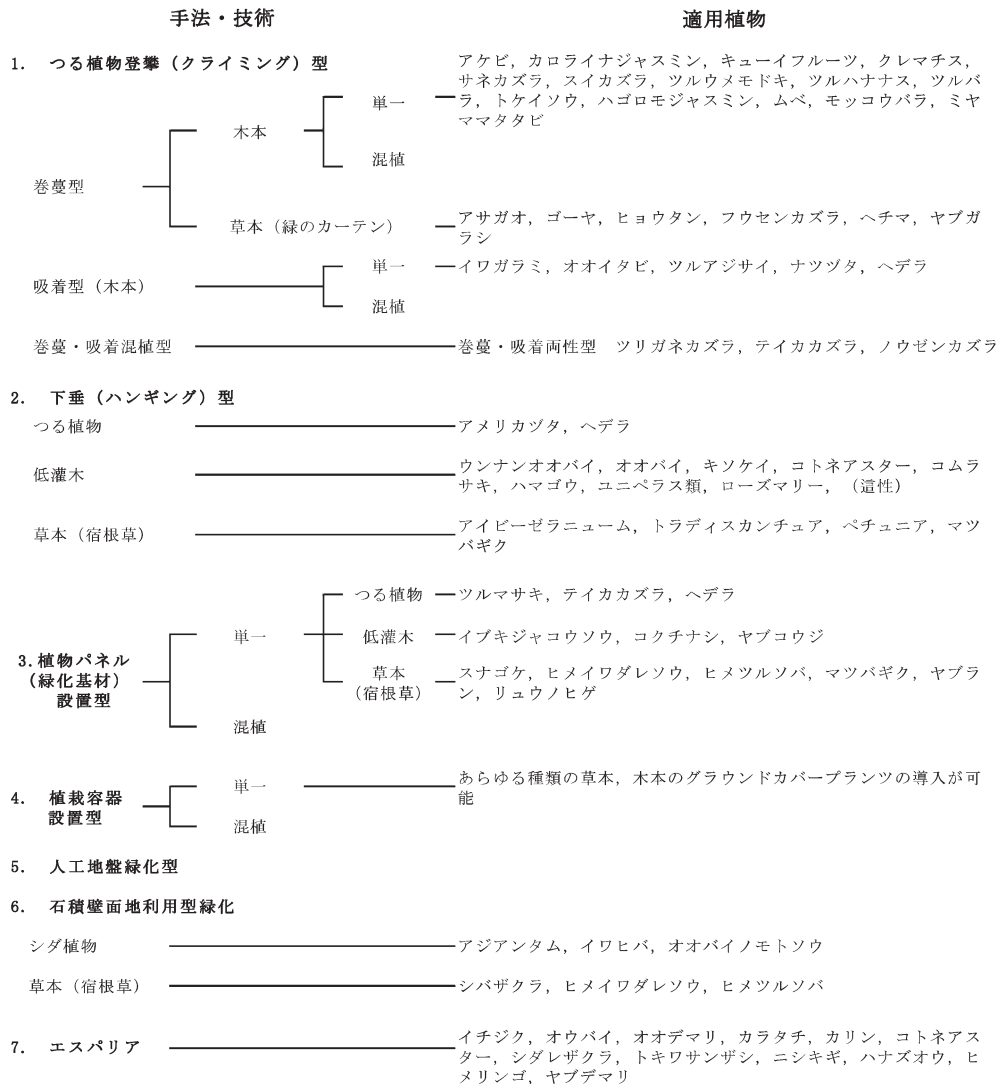 手法・技術 適用植物
1. つる植物登攀（クライミング）型
アケビ，カロライナジャスミン，キューイフルーツ，クレマチス，
サネカズラ，スイカズラ，ツルウメモドキ，ツルハナナス，ツルバ
ラ，トケイソウ，ハゴロモジャスミン，ムベ，モッコウバラ，ミヤ
ママタタビ
単一
木本
混植
巻蔓型
草本（緑のカーテン）
アサガオ，ゴーヤ，ヒョウタン，フウセンカズラ，ヘチマ，ヤブガ
ラシ
単一 イワガラミ，オオイタビ，ツルアジサイ，ナツヅタ，ヘデラ
吸着型（木本）
混植
巻蔓・吸着混植型 巻蔓・吸着両性型 ツリガネカズラ，テイカカズラ，ノウゼンカズラ
2. 下垂（ハンギング）型
つる植物 アメリカヅタ，ヘデラ
低灌木
ウンナンオオバイ，オオバイ，キソケイ，コトネアスター，コムラ
サキ，ハマゴウ，ユニペラス類，ローズマリー，（這性）
草本（宿根草）
アイビーゼラニューム，トラディスカンチュア，ペチュニア，マツ
バギク
つる植物 ツルマサキ，テイカカズラ，ヘデラ
単一 低灌木 イブキジャコウソウ，コクチナシ，ヤブコウジ
3.植物パネル
（緑化基材）
設置型
草本
（宿根草）
スナゴケ，ヒメイワダレソウ，ヒメツルソバ，マツバギク，ヤブラ
ン，リュウノヒゲ
混植
4. 植栽容器
設置型
単一
あらゆる種類の草本，木本のグラウンドカバープランツの導入が可
能
混植
5. 人工地盤緑化型
6. 石積壁面地利用型緑化
シダ植物 アジアンタム，イワヒバ，オオバイノモトソウ
草本（宿根草） シバザクラ，ヒメイワダレソウ，ヒメツルソバ
7. エスパリア
イチジク，オウバイ，オオデマリ，カラタチ，カリン，コトネアス
ター，シダレザクラ，トキワサンザシ，ニシキギ，ハナズオウ，ヒ
メリンゴ，ヤブデマリ